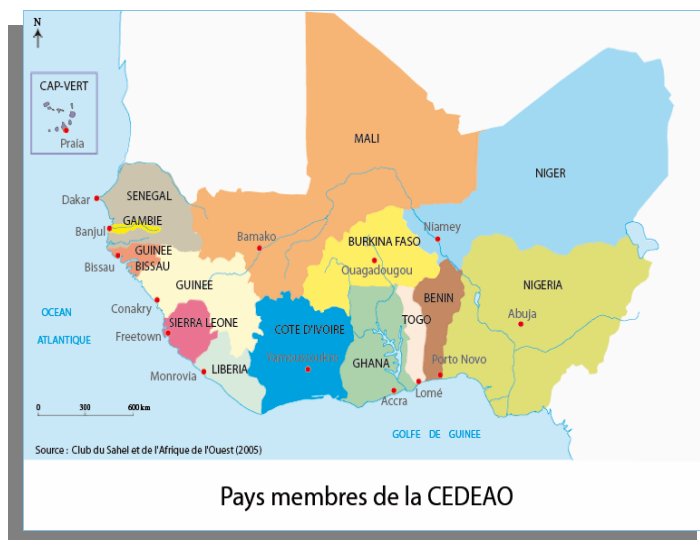 N
CAP-VERT
Praia
MALI
NIGER
Dakar
SENEGAL
GAMBIE
Banjul
Bamako
BURKINA FASO
Niamey
GUINEE
BISSAU
Bissau
Ouagadougou
GUINEE
BENIN
NIGERIA
Conakry
OCEAN
ATLANTIQUE
SIERRA LEONE
Freetown
COTE D'IVOIRE
TOGO
Abuja
Yamoussoukro
GHANA
Porto Novo
Monrovia
LIBERIA
Lomé
Accra
0 300 600 km
GOLFE DE GUINEE
Source : Club du Sahel et de l'Afrique de l'Ouest (2005)
Pays membres de la CEDEAO